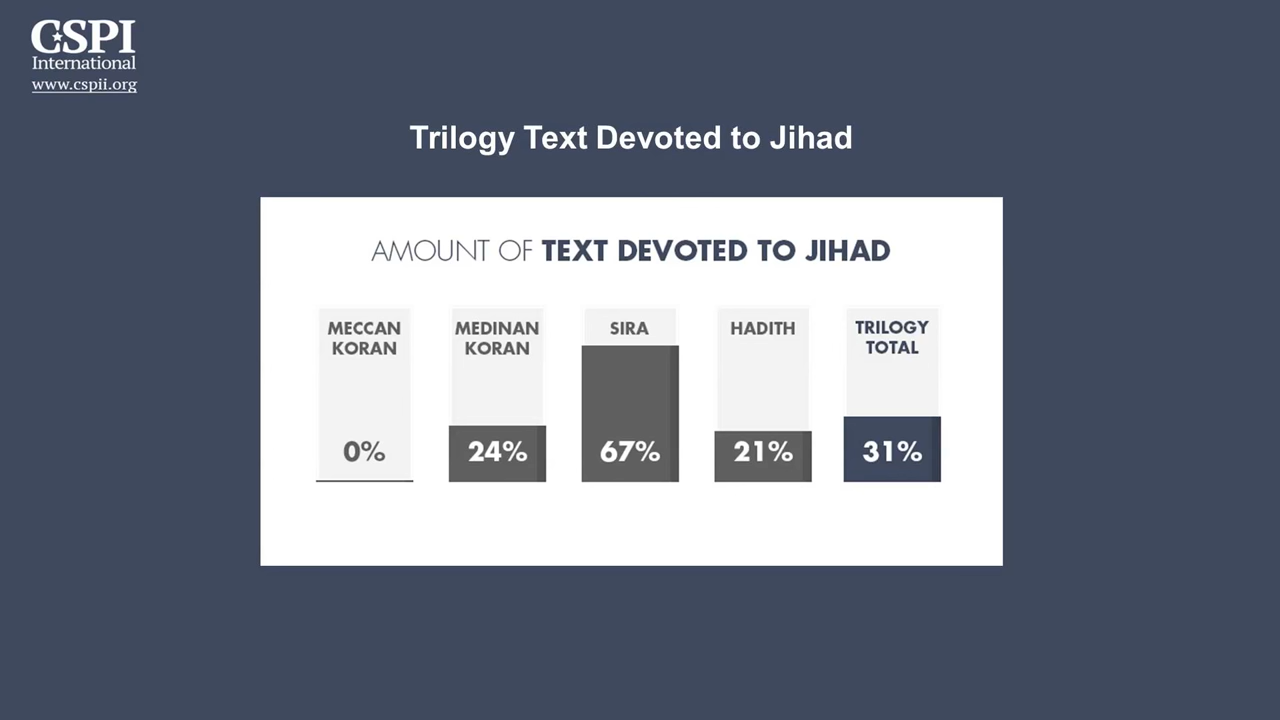 CSPI
International
www.cspii.org
Trilogy Text Devoted to Jihad
AMOUNT OF TEXT DEVOTED TO JIHAD
MECCAN
KORAN
0%
MEDINAN
KORAN
24%
SIRA
67%
HADITH
21%
TRILOGY
TOTAL
31%